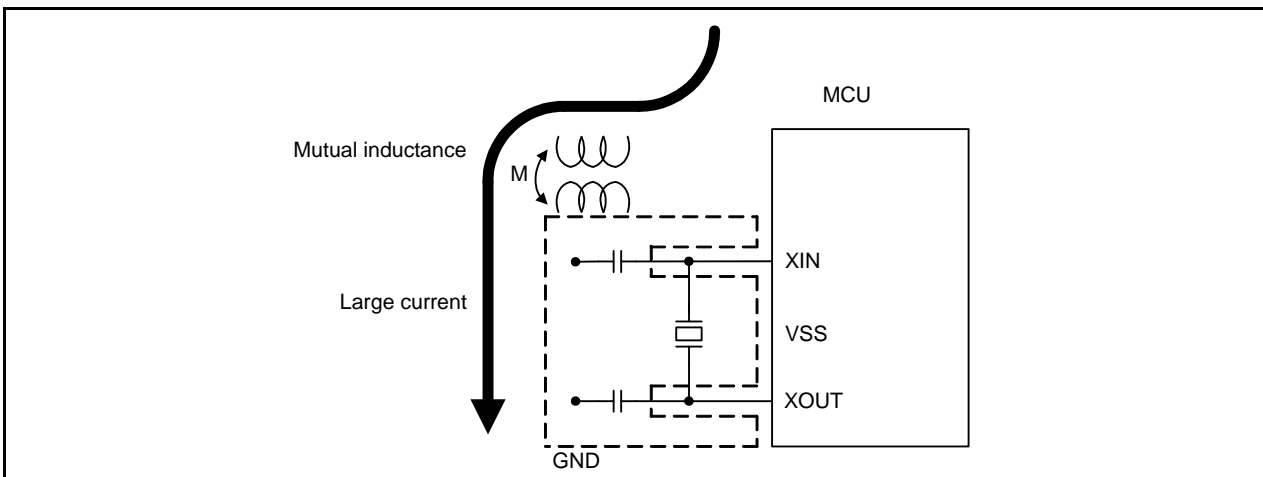 MCU
Mutual inductance
M
XIN
Large current
VSS
XOUT
GND